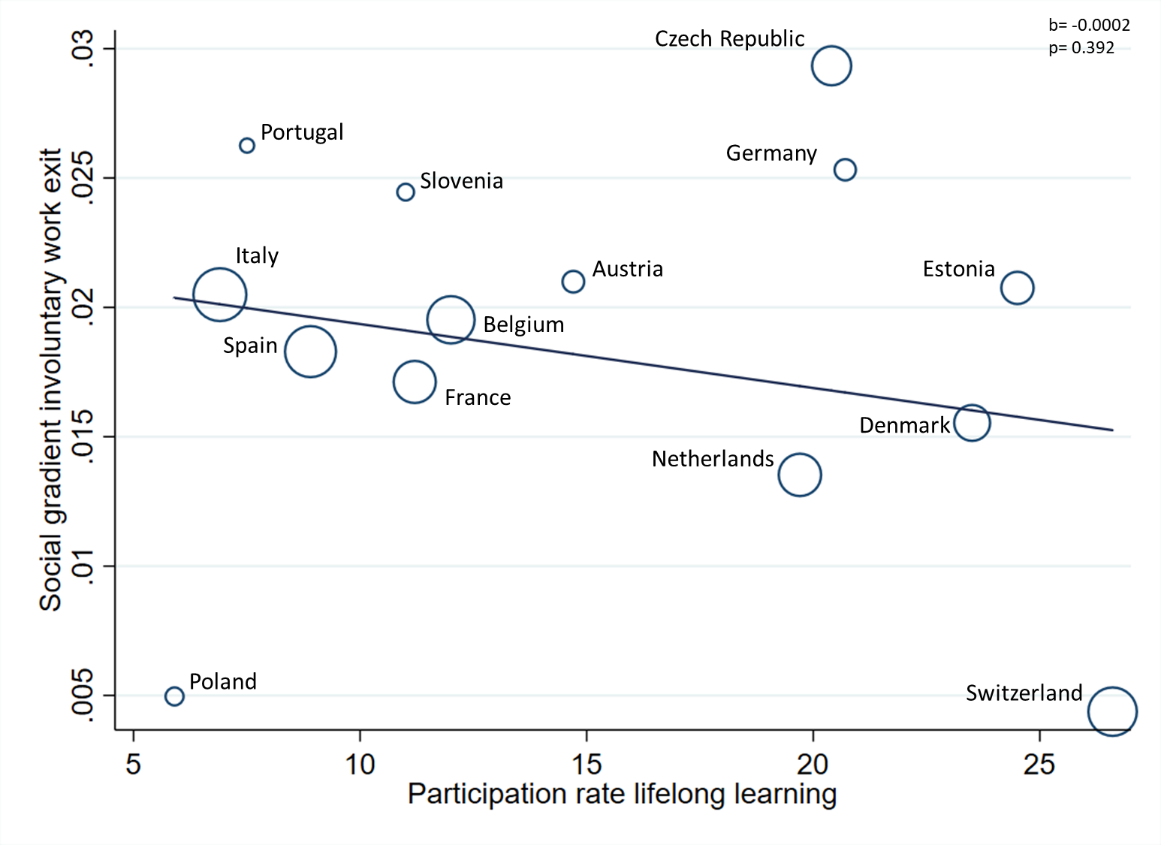 b= -0.0002
p= 0.392
Czech Republic
Portugal
Germany
Slovenia
Italy
Austria
Estonia
Belgium
Spain
France
Denmark
Netherlands
Poland
Switzerland
.03
.025
.02
.015
.01
.005
Social gradient involuntary work exit
5
10
15
20
25
Participation rate lifelong learning